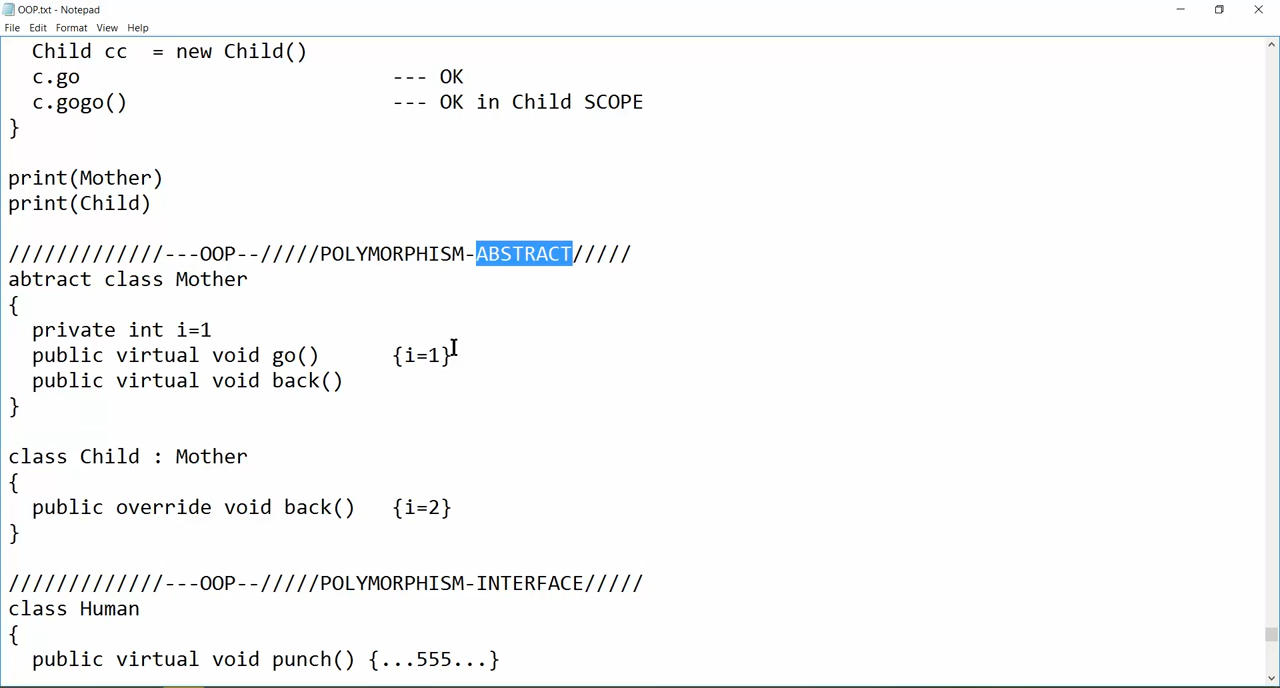 OOP.txt - Notepad
File Edit Format View Help
Child cc = new Child()
c.go --- OK
c.gogo() --- OK in Child SCOPE
}
print(Mother)
print(Child)
/////////////---OOP--/////POLYMORPHISM-ABSTRACT/////
abtract class Mother
{
private int i=1
public virtual void go() {i=1}
public virtual void back()
}
class Child : Mother
{
public override void back() {i=2}
}
/////////////---OOP--/////POLYMORPHISM-INTERFACE/////
class Human
{
public virtual void punch() {...555...}